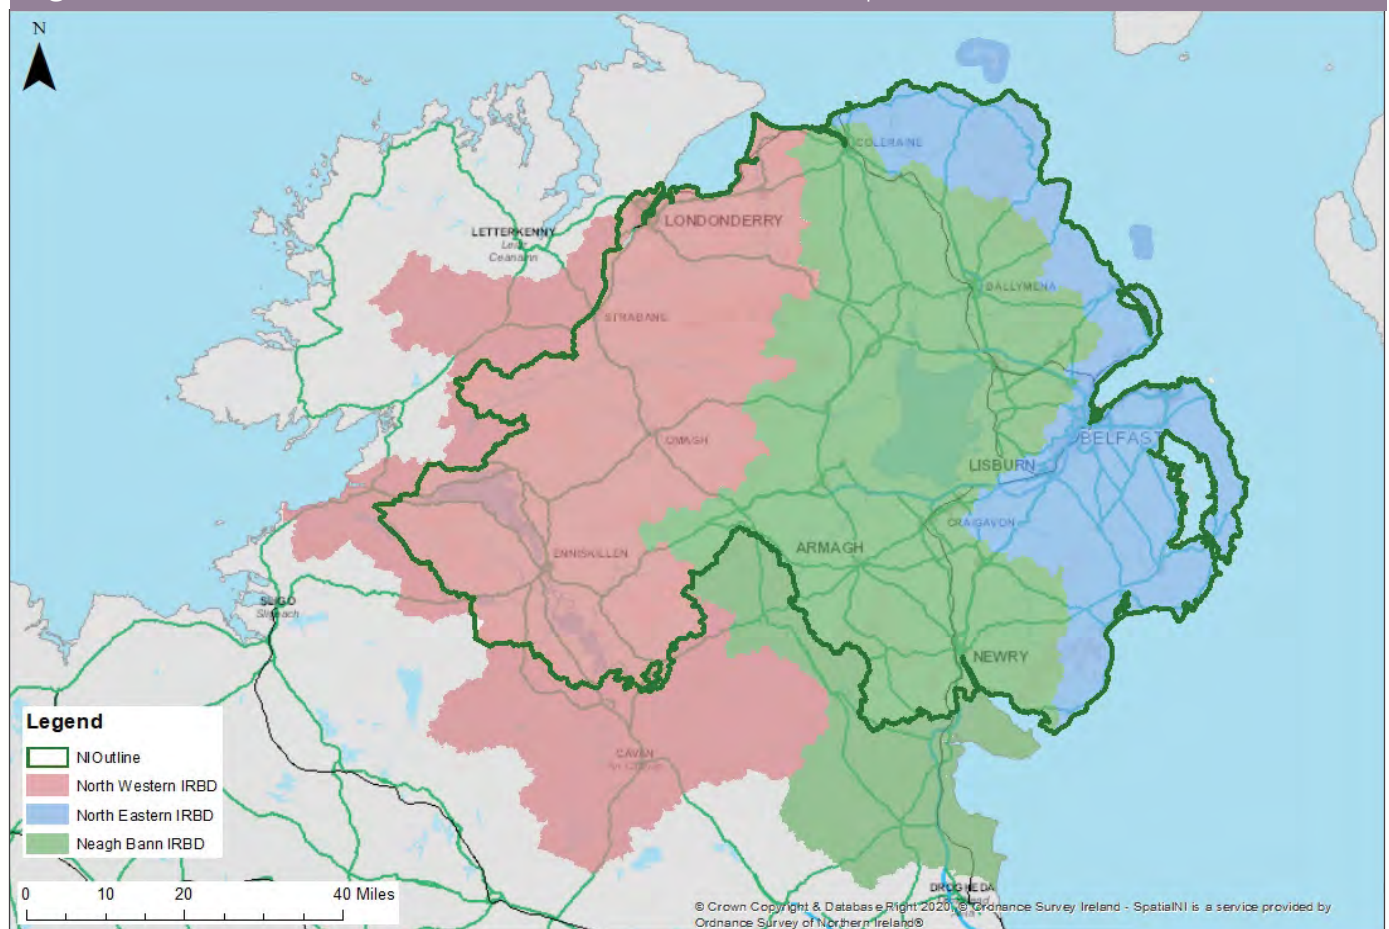 N
COLERAINE
LONDONDERRY
LETTERKENNY
Leitir
Ceanainn
BALLYMENA
STRABANE
OMAGH
BELFAST
LISBURN
CRAIGAVON
ARMAGH
ENNISKILLEN
SLIGO
Sligeach
NEWRY
CAVAN
DROGHEDA
Legend
NIOutline
North Western IRBD
North Eastern IRBD
Neagh Bann IRBD
0 10 20 40 Miles
© Crown Copyright & Database Right 2020, © Ordnance Survey Ireland - SpatialNI is a service provided by
Ordnance Survey of Northern Ireland®